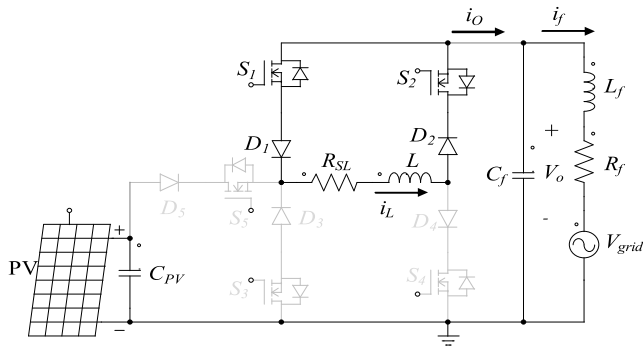 i_O
i_f
S_1
S_2
L_f
D_1
D_2
R_SL
L
C_f
+
V_o
-
R_f
i_L
D_5
S_5
D_3
D_4
V_grid
PV
+
C_PV
S_3
S_4
−